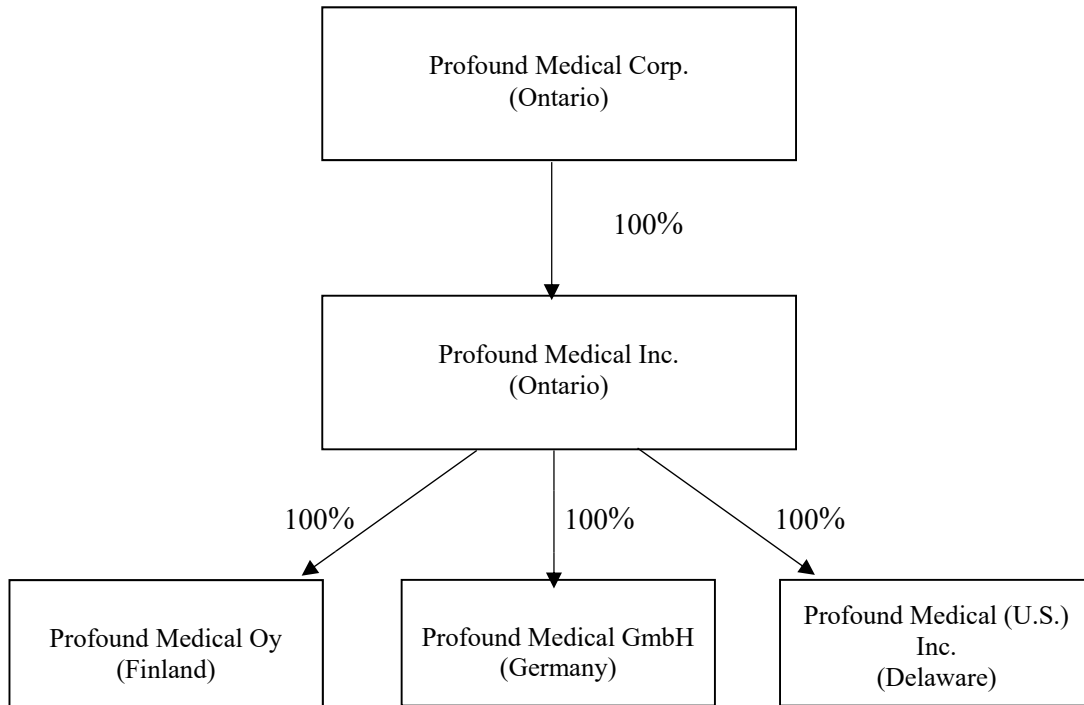 Profound Medical Corp.
(Ontario)
100%
Profound Medical Inc.
(Ontario)
100%
100%
100%
Profound Medical Oy
(Finland)
Profound Medical GmbH
(Germany)
Profound Medical (U.S.)
Inc.
(Delaware)